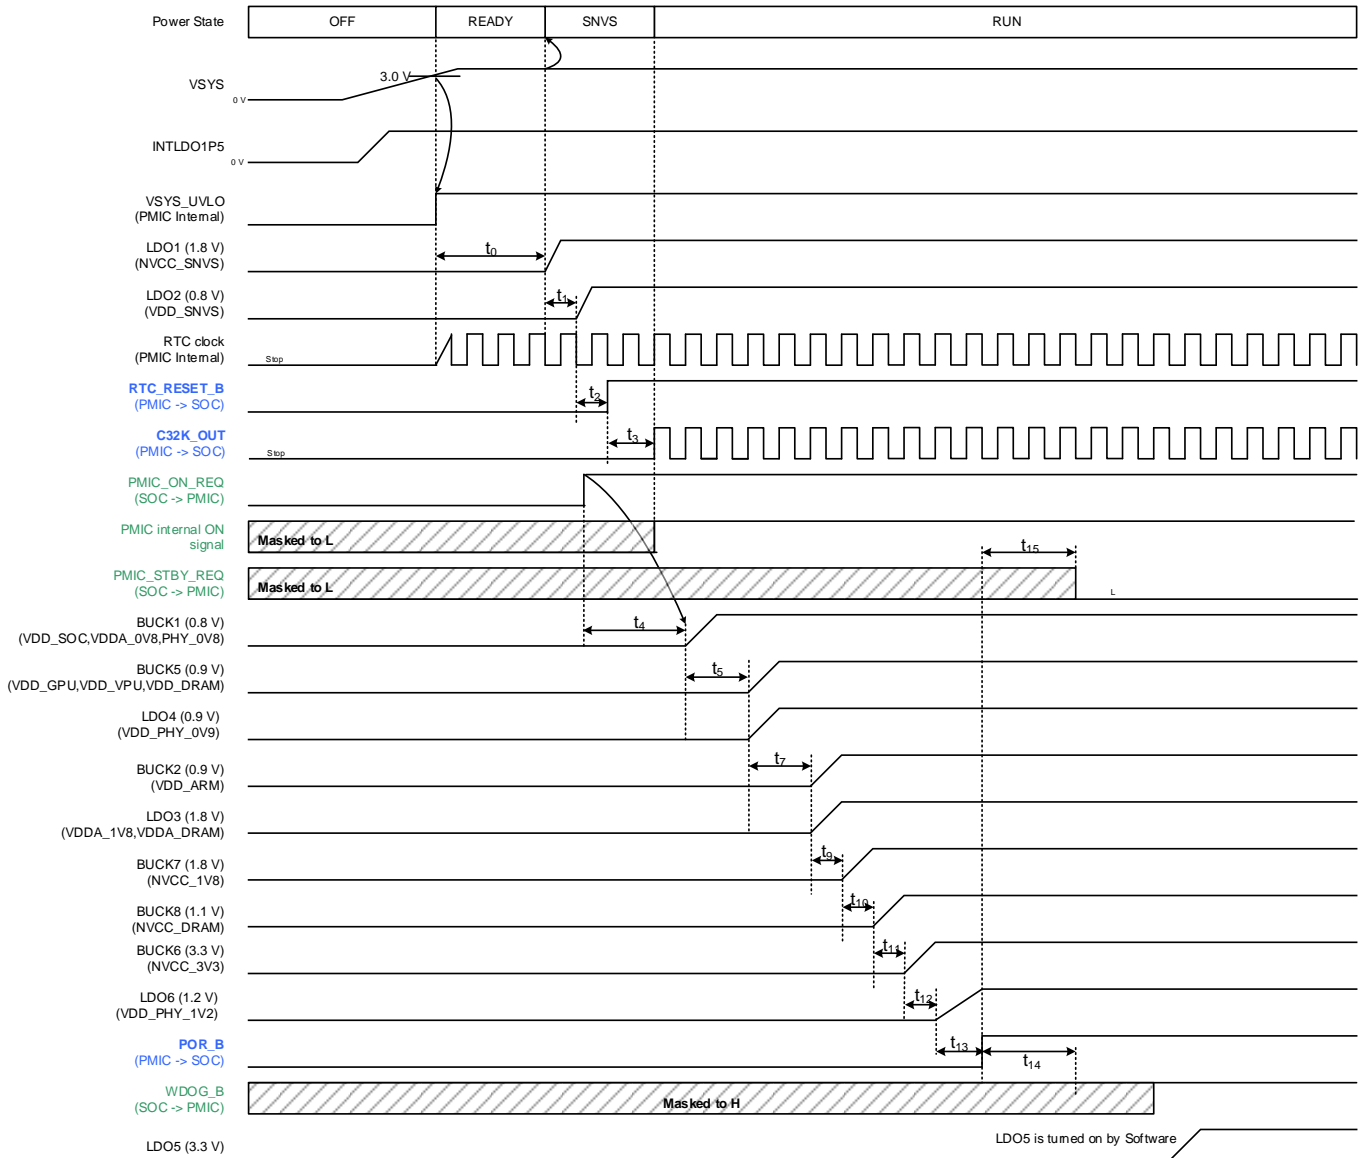 Power State OFF READY SNVS RUN
3.0 V
VSYS
0 V
INTLDO1P5
0 V
VSYS_UVLO
(PMIC Internal)
LDO1 (1.8 V)
(NVCC_SNVS)
t0
LDO2 (0.8 V)
(VDD_SNVS)
t1
RTC clock
(PMIC Internal)
Stop
RTC_RESET_B
(PMIC -> SOC)
t2
C32K_OUT
(PMIC -> SOC)
Stop
t3
PMIC_ON_REQ
(SOC -> PMIC)
PMIC internal ON
signal
Masked to L
t15
PMIC_STBY_REQ
(SOC -> PMIC)
Masked to L
L
BUCK1 (0.8 V)
(VDD_SOC,VDDA_0V8,PHY_0V8)
t4
BUCK5 (0.9 V)
(VDD_GPU,VDD_VPU,VDD_DRAM)
t5
LDO4 (0.9 V)
(VDD_PHY_0V9)
BUCK2 (0.9 V)
(VDD_ARM)
t7
LDO3 (1.8 V)
(VDDA_1V8,VDDA_DRAM)
BUCK7 (1.8 V)
(NVCC_1V8)
t9
BUCK8 (1.1 V)
(NVCC_DRAM)
t10
BUCK6 (3.3 V)
(NVCC_3V3)
t11
LDO6 (1.2 V)
(VDD_PHY_1V2)
t12
POR_B
(PMIC -> SOC)
t13
t14
WDOG_B
(SOC -> PMIC)
Masked to H
LDO5 (3.3 V)
LDO5 is turned on by Software